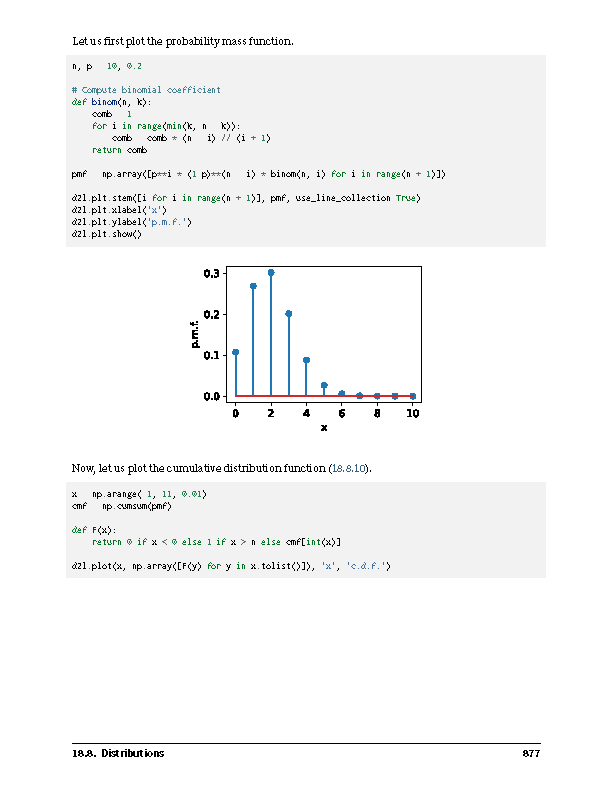 Let us first plot the probability mass function.
n, p  10, 0.2
# Compute binomial coefficient
def binom(n, k):
    comb  1
    for i in range(min(k, n  k)):
        comb  comb * (n  i) // (i + 1)
    return comb
pmf  np.array([p**i * (1 p)**(n  i) * binom(n, i) for i in range(n + 1)])
d2l.plt.stem([i for i in range(n + 1)], pmf, use_line_collection True)
d2l.plt.xlabel('x')
d2l.plt.ylabel('p.m.f.')
d2l.plt.show()
0.3
0.2
0.1
0.0
p.m.f.
0 2 4 6 8 10
x
Now, let us plot the cumulative distribution function (18.8.10).
x  np.arange( 1, 11, 0.01)
cmf  np.cumsum(pmf)
def F(x):
    return 0 if x < 0 else 1 if x > n else cmf[int(x)]
d2l.plot(x, np.array([F(y) for y in x.tolist()]), 'x', 'c.d.f.')
18.8. Distributions 877